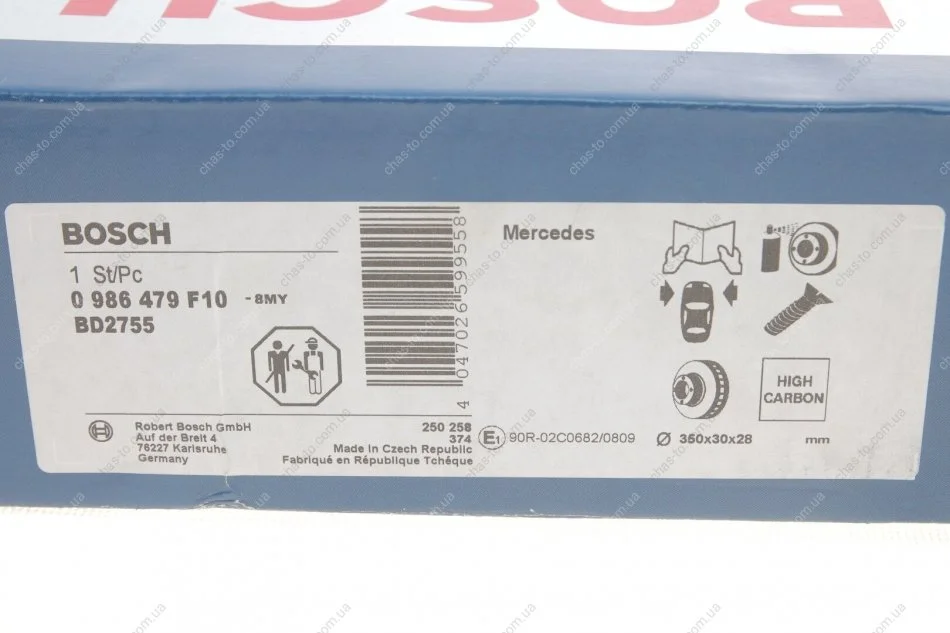 BOSCH
BOSCH
1 St/Pc
0 986 479 F10 - 8MY
BD2755
4 047026 599558
Mercedes
HIGH
CARBON
Robert Bosch GmbH
Auf der Breit 4
76227 Karlsruhe
Germany
250 258
374
Made in Czech Republic
Fabriqué en République Tchéque
E1 90R-02C0682/0809
Ø 350x30x28 mm
chas-to.com.ua